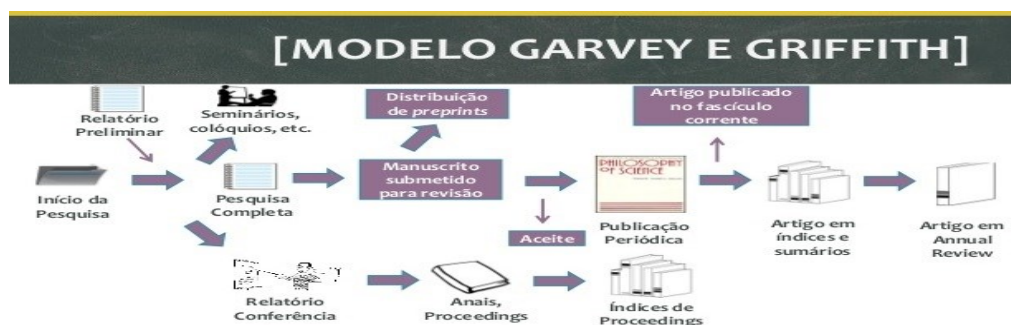 [MODELO GARVEY E GRIFFITH]
Relatório
Preliminar
Seminários,
colóquios, etc.
Distribuição
de preprints
Artigo publicado
no fascículo
corrente
Início da
Pesquisa
Pesquisa
Completa
Manuscrito
submetido
para revisão
Aceite
PHILOSOPHY
OF SCIENCE
Publicação
Periódica
Artigo em
índices e
sumários
Artigo em
Annual
Review
Relatório
Conferência
Anais,
Proceedings
Índices de
Proceedings